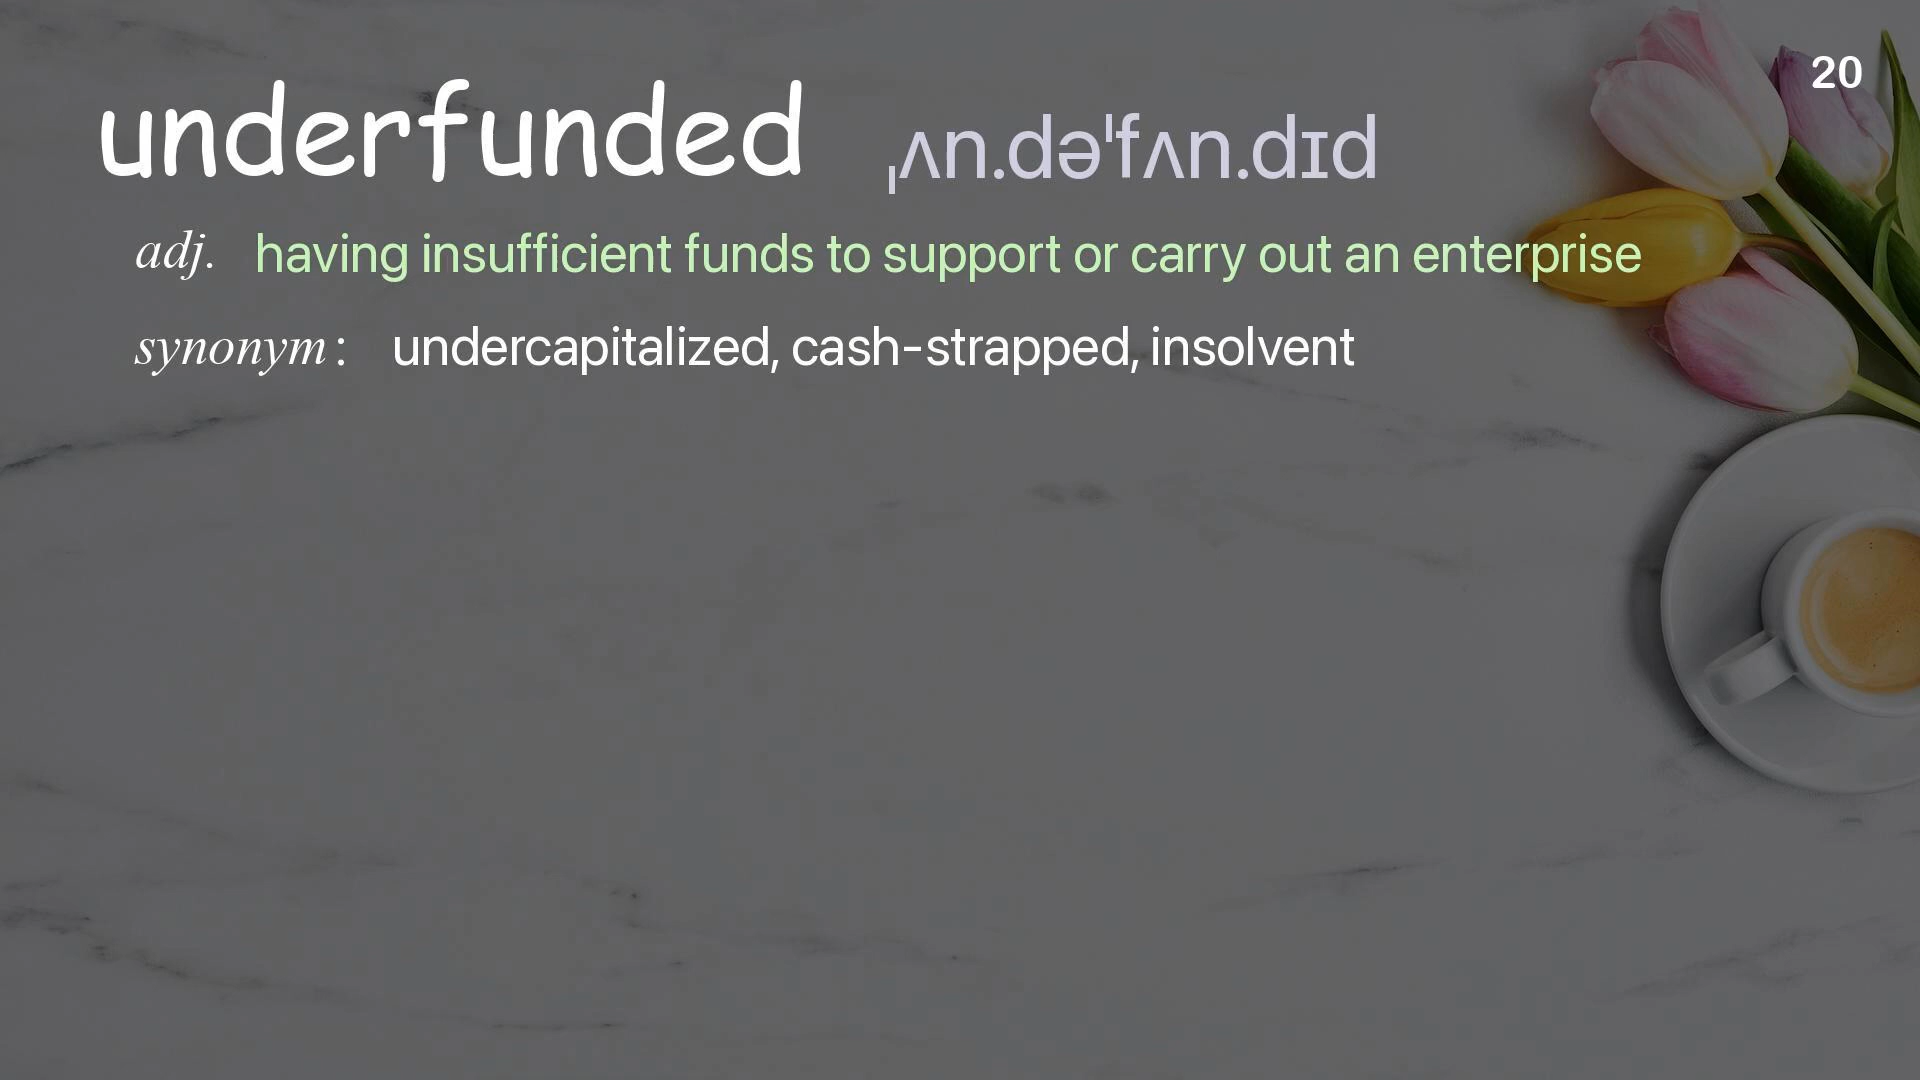 20
underfunded ˌʌn.dəˈfʌn.dɪd
adj. having insufficient funds to support or carry out an enterprise
synonym: undercapitalized, cash-strapped, insolvent